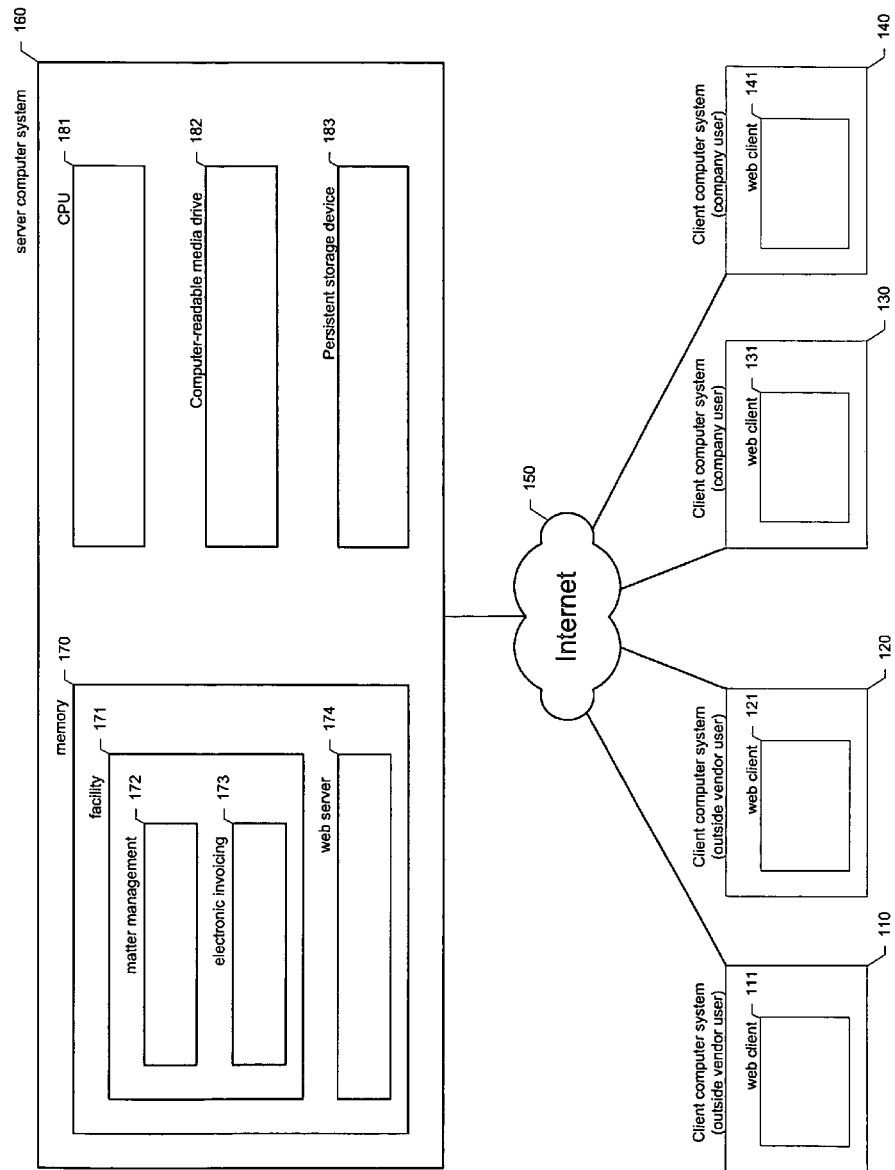 server computer system
160
memory
170
facility
171
matter management
172
electronic invoicing
173
web server
174
CPU
181
Computer-readable media drive
182
Persistent storage device
183
Internet
150
Client computer system
(outside vendor user)
web client
111
110
Client computer system
(outside vendor user)
web client
121
120
Client computer system
(company user)
web client
131
130
Client computer system
(company user)
web client
141
140